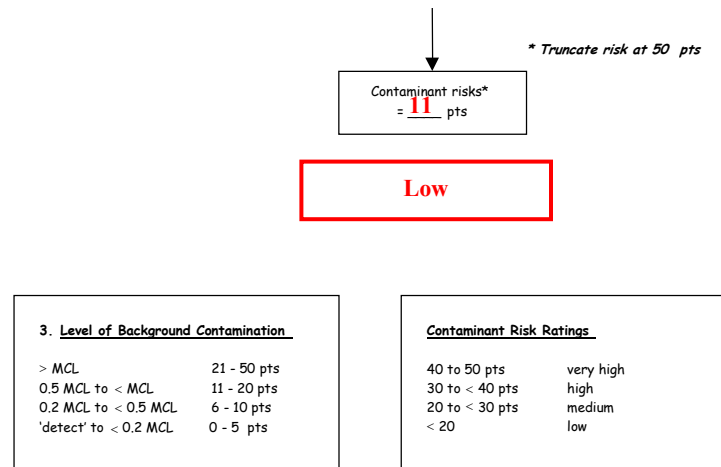 * Truncate risk at 50 pts
Contaminant risks*
= 11 pts
Low
3. Level of Background Contamination
> MCL 21 - 50 pts
0.5 MCL to < MCL 11 - 20 pts
0.2 MCL to < 0.5 MCL 6 - 10 pts
‘detect’ to < 0.2 MCL 0 - 5 pts
Contaminant Risk Ratings
40 to 50 pts very high
30 to < 40 pts high
20 to < 30 pts medium
< 20 low